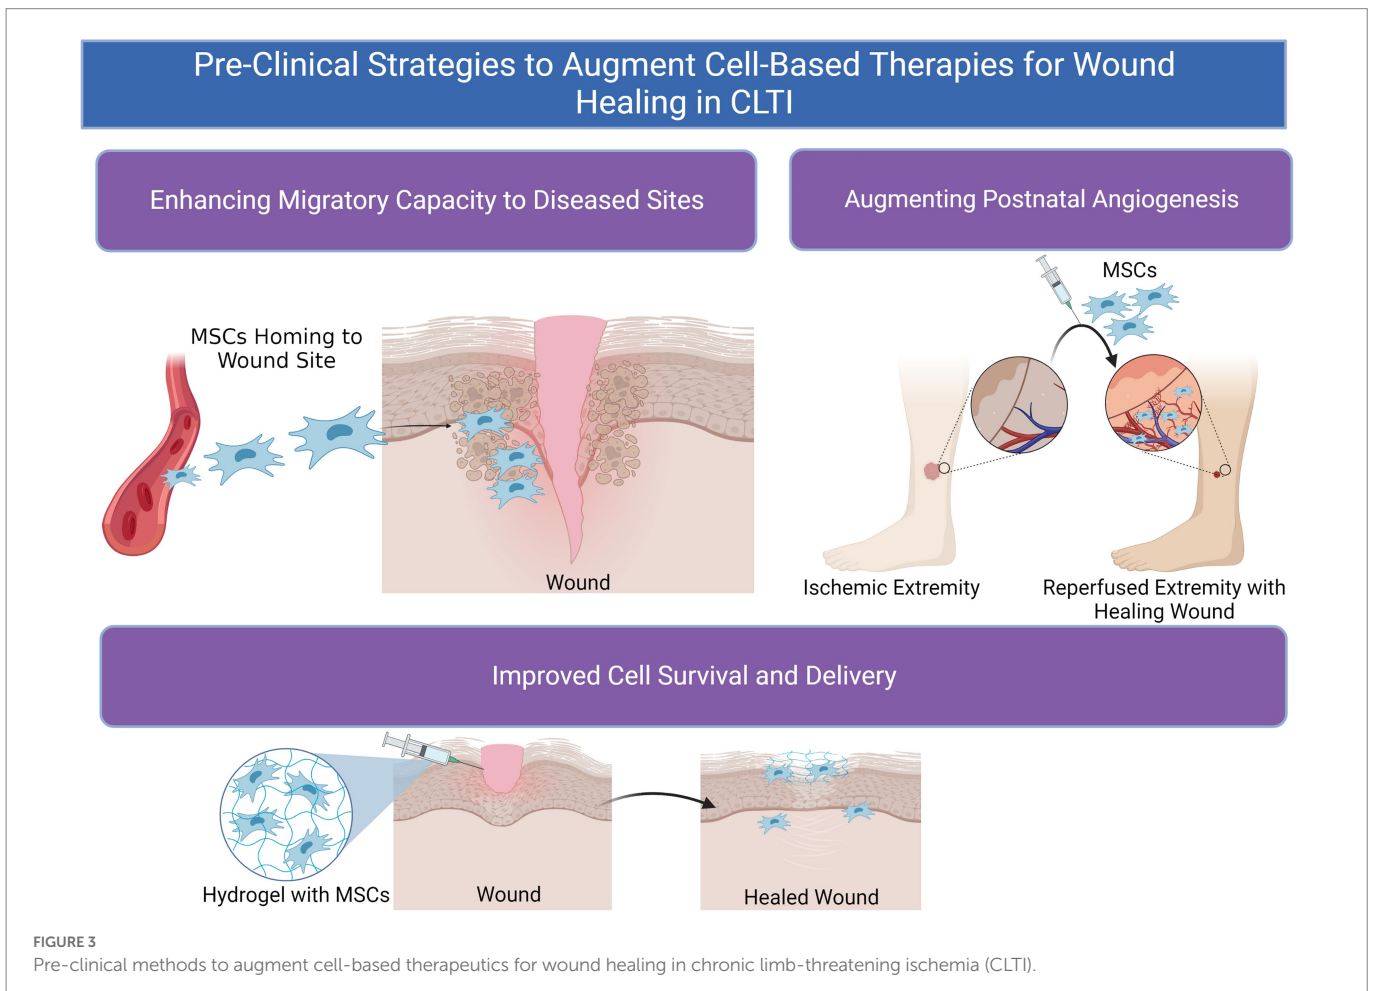 Pre-Clinical Strategies to Augment Cell-Based Therapies for Wound
Healing in CLTI
Enhancing Migratory Capacity to Diseased Sites
Augmenting Postnatal Angiogenesis
MSCs
MSCs Homing to
Wound Site
Wound
Ischemic Extremity
Reperfused Extremity with
Healing Wound
Improved Cell Survival and Delivery
Hydrogel with MSCs
Wound
Healed Wound
FIGURE 3
Pre-clinical methods to augment cell-based therapeutics for wound healing in chronic limb-threatening ischemia (CLTI).